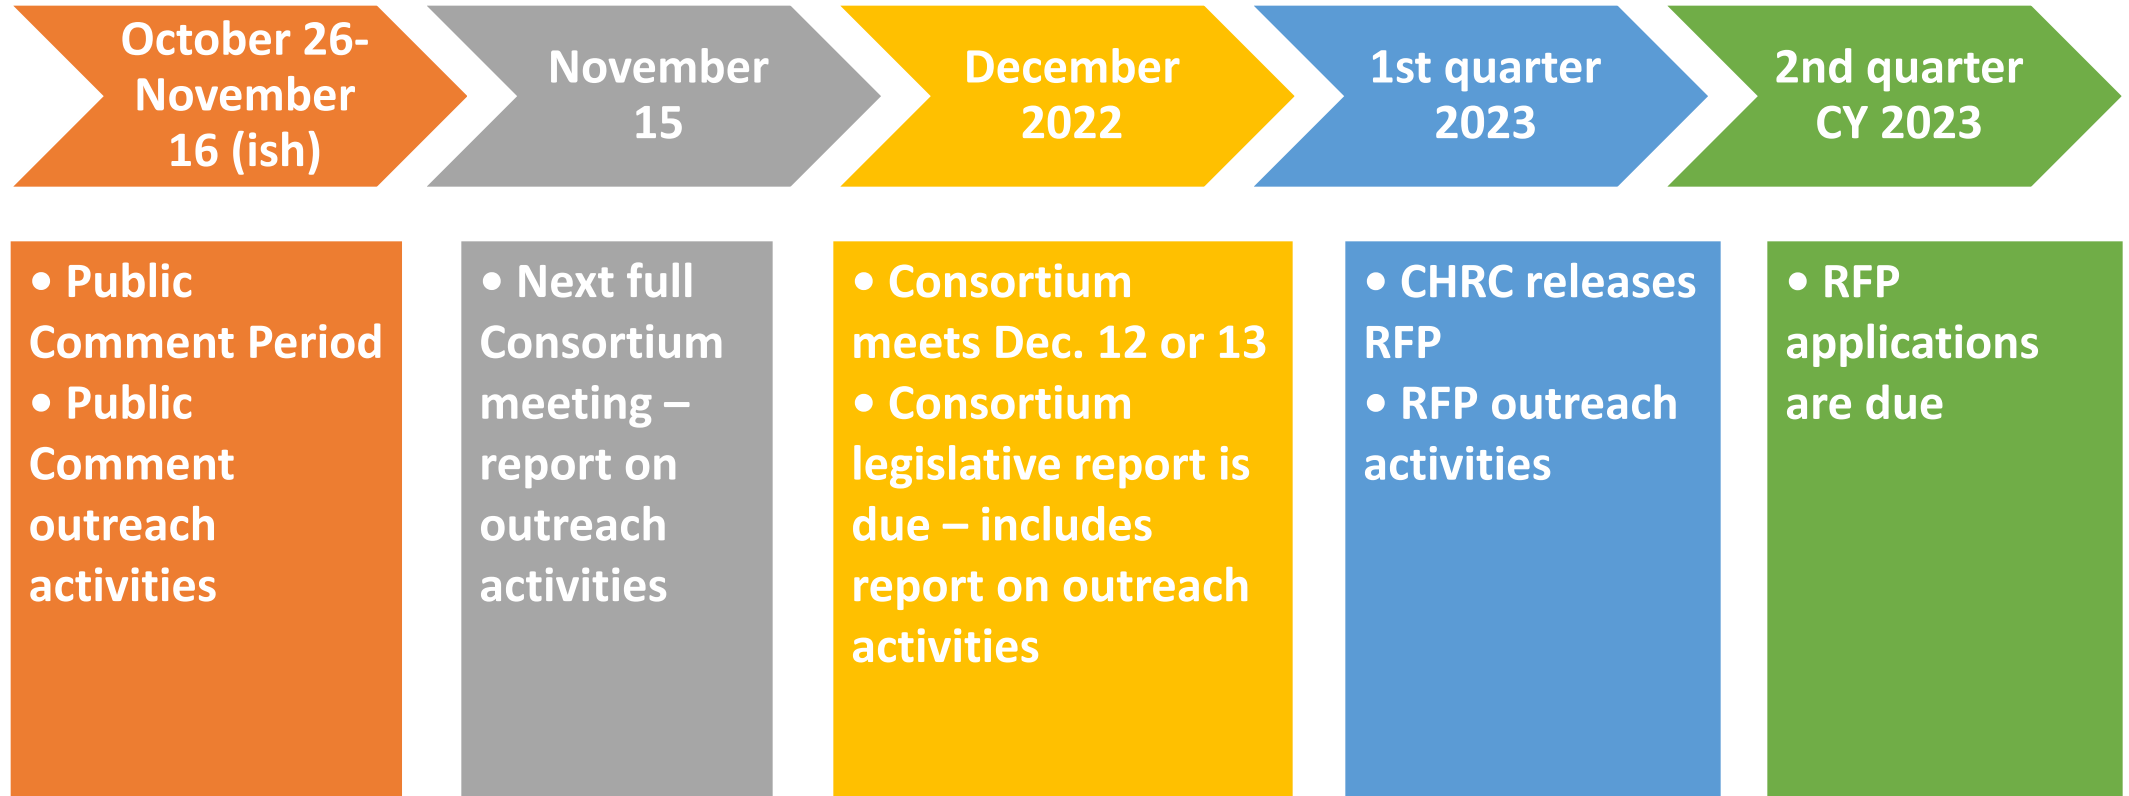 October 26-
November
16 (ish)
November
15
December
2022
1st quarter
2023
2nd quarter
CY 2023
• Public
Comment Period
• Public
Comment
outreach
activities
• Next full
Consortium
meeting –
report on
outreach
activities
• Consortium
meets Dec. 12 or 13
• Consortium
legislative report is
due – includes
report on outreach
activities
• CHRC releases
RFP
• RFP outreach
activities
• RFP
applications
are due